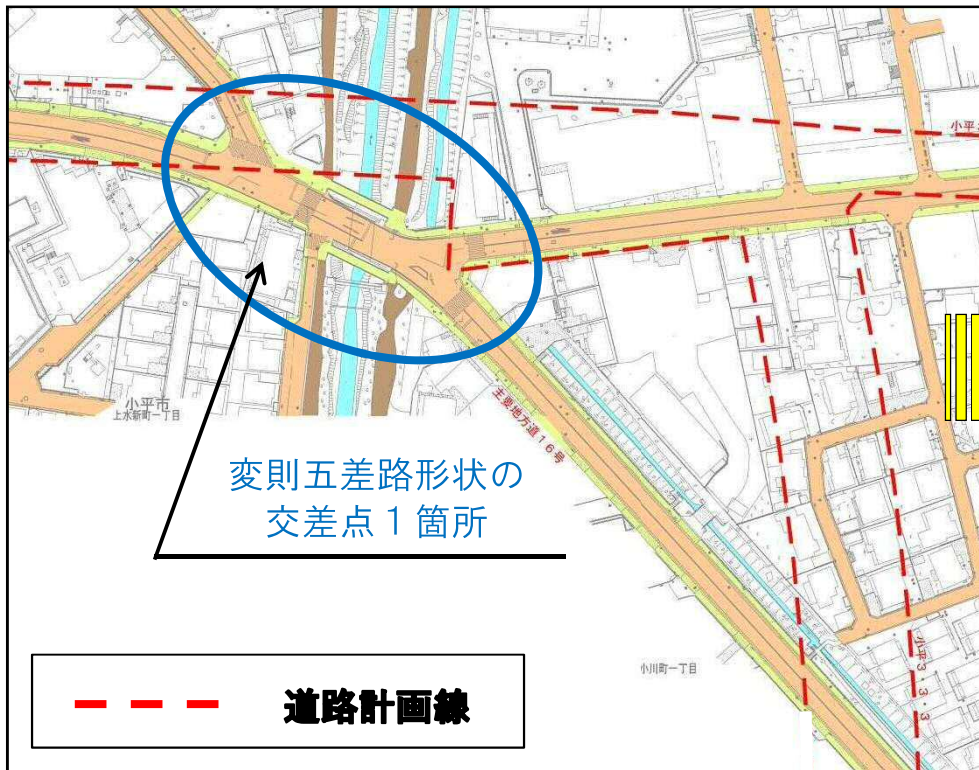 小平3
小平市
上水新町一丁目
主要地方道16号
変則五差路形状の
交差点1箇所
小川町一丁目
小平3・3・3
道路計画線